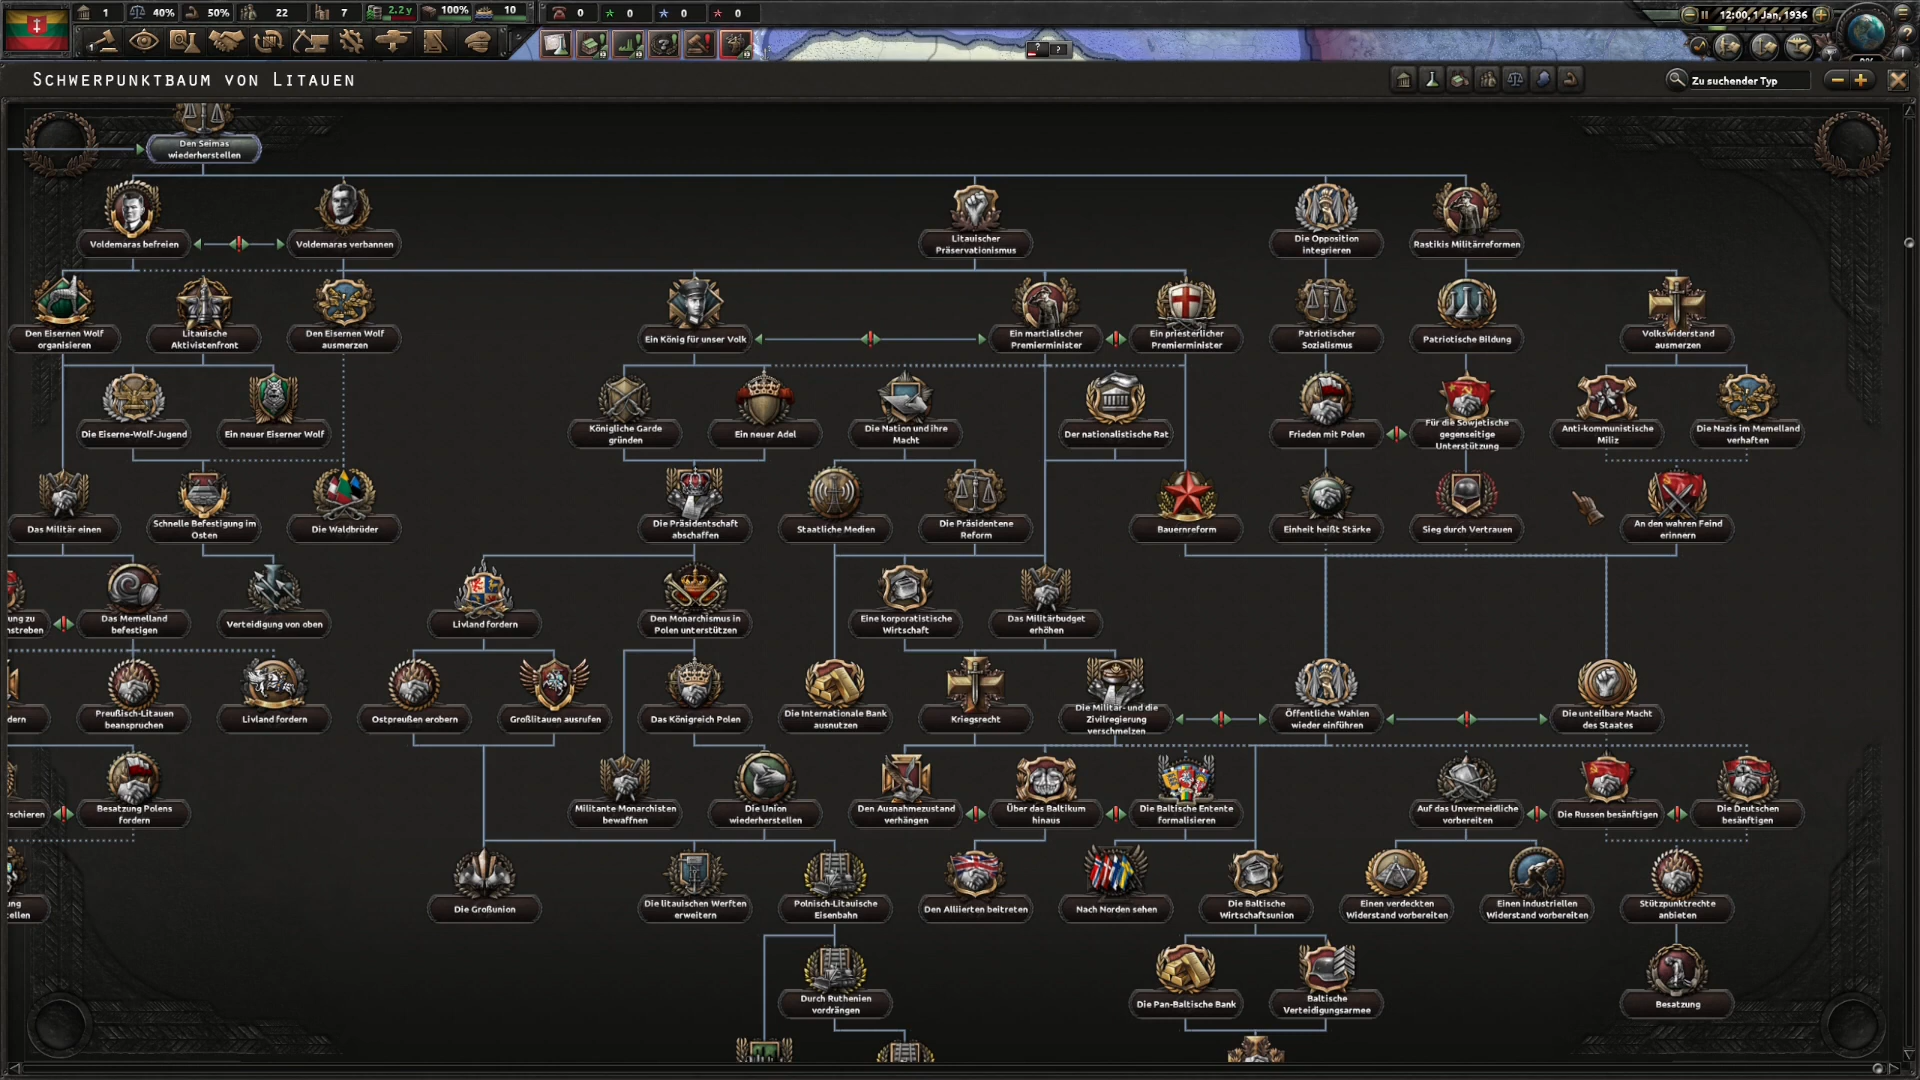 1 40% 50% 22 7 2.2 y 100% 10 0 0 0 0
12:00, 1 Jan, 1936
? ?
Schwerpunktbaum von Litauen
Zu suchender Typ
Den Seimas
wiederherstellen
Voldemaras befreien
Voldemaras verbannen
Litauischer
Präservationismus
Die Opposition
integrieren
Rastikis Militärreformen
Den Eisernen Wolf
organisieren
Litauische
Aktivistenfront
Den Eisernen Wolf
ausmerzen
Ein König für unser Volk
Ein martialischer
Premierminister
Ein priesterlicher
Premierminister
Patriotischer
Sozialismus
Patriotische Bildung
Volkswiderstand
ausmerzen
Die Eiserne-Wolf-Jugend
Ein neuer Eiserner Wolf
Königliche Garde
gründen
Ein neuer Adel
Die Nation und ihre
Macht
Der nationalistische Rat
Frieden mit Polen
Für die Sowjetische
gegenseitige
Unterstützung
Anti-kommunistische
Miliz
Die Nazis im Memelland
verhaften
Das Militär einen
Schnelle Befestigung im
Osten
Die Waldbrüder
Die Präsidentschaft
abschaffen
Staatliche Medien
Die Präsidentene
Reform
Bauernreform
Einheit heißt Stärke
Sieg durch Vertrauen
An den wahren Feind
erinnern
ung zu
nstreben
Das Memelland
befestigen
Verteidigung von oben
Livland fordern
Den Monarchismus in
Polen unterstützen
Eine korporatistische
Wirtschaft
Das Militärbudget
erhöhen
dern
Preußisch-Litauen
beanspruchen
Livland fordern
Ostpreußen erobern
Großlitauen ausrufen
Das Königreich Polen
Die Internationale Bank
ausnutzen
Kriegsrecht
Die Militär- und die
Zivilregierung
verschmelzen
Öffentliche Wahlen
wieder einführen
Die unteilbare Macht
des Staates
rschieren
Besatzung Polens
fordern
Militante Monarchisten
bewaffnen
Die Union
wiederherstellen
Den Ausnahmezustand
verhängen
Über das Baltikum
hinaus
Die Baltische Entente
formalisieren
Auf das Unvermeidliche
vorbereiten
Die Russen besänftigen
Die Deutschen
besänftigen
ung
tellen
Die Großunion
Die litauischen Werften
erweitern
Polnisch-Litauische
Eisenbahn
Den Alliierten beitreten
Nach Norden sehen
Die Baltische
Wirtschaftsunion
Einen verdeckten
Widerstand vorbereiten
Einen industriellen
Widerstand vorbereiten
Stützpunktrechte
anbieten
Durch Ruthenien
vordrängen
Die Pan-Baltische Bank
Baltische
Verteidigungsarmee
Besatzung